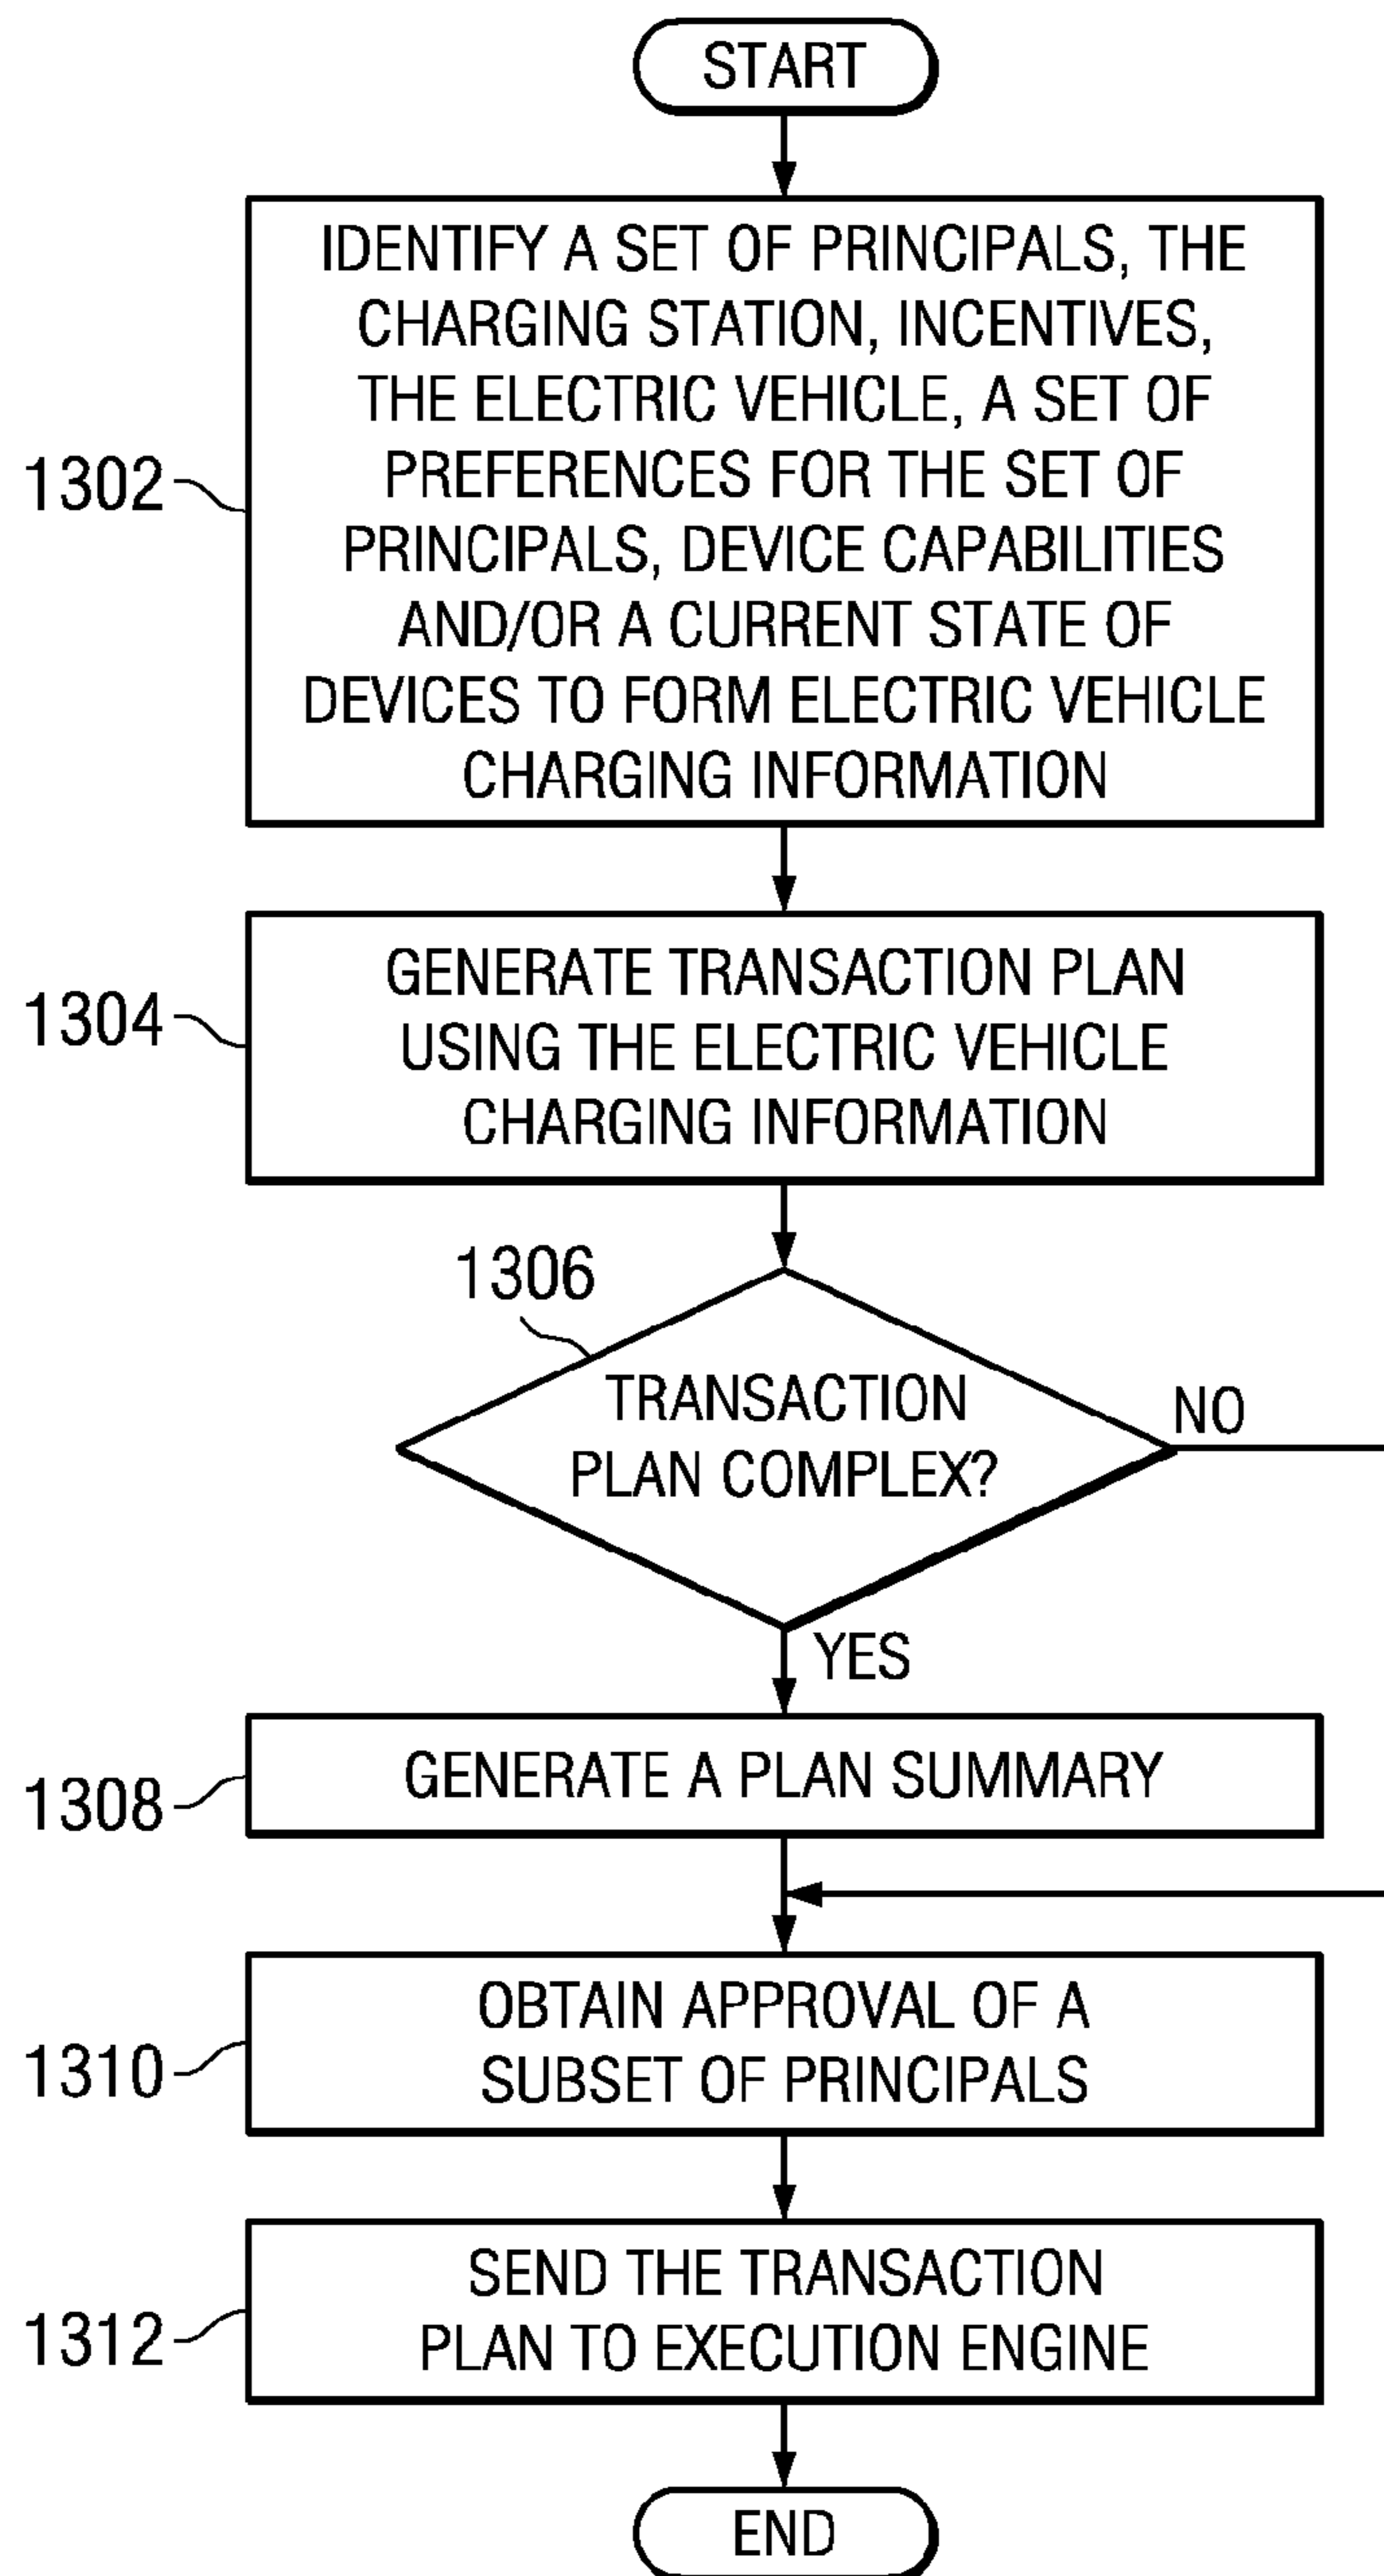 START
IDENTIFY A SET OF PRINCIPALS, THE
CHARGING STATION, INCENTIVES,
THE ELECTRIC VEHICLE, A SET OF
PREFERENCES FOR THE SET OF
PRINCIPALS, DEVICE CAPABILITIES
AND/OR A CURRENT STATE OF
DEVICES TO FORM ELECTRIC VEHICLE
CHARGING INFORMATION
1302
GENERATE TRANSACTION PLAN
USING THE ELECTRIC VEHICLE
CHARGING INFORMATION
1304
1306
TRANSACTION
PLAN COMPLEX?
NO
YES
GENERATE A PLAN SUMMARY
1308
OBTAIN APPROVAL OF A
SUBSET OF PRINCIPALS
1310
SEND THE TRANSACTION
PLAN TO EXECUTION ENGINE
1312
END